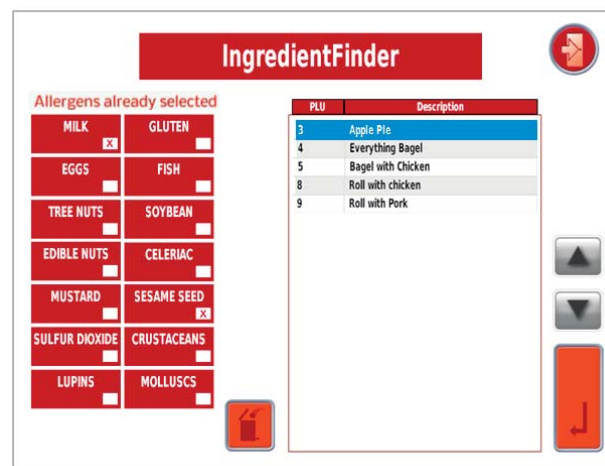 IngredientFinder
Allergens already selected
MILK
X
GLUTEN
EGGS
FISH
TREE NUTS
SOYBEAN
EDIBLE NUTS
CELERIAC
MUSTARD
SESAME SEED
X
SULFUR DIOXIDE
CRUSTACEANS
LUPINS
MOLLUSCS
PLU Description
3 Apple Pie
4 Everything Bagel
5 Bagel with Chicken
8 Roll with chicken
9 Roll with Pork